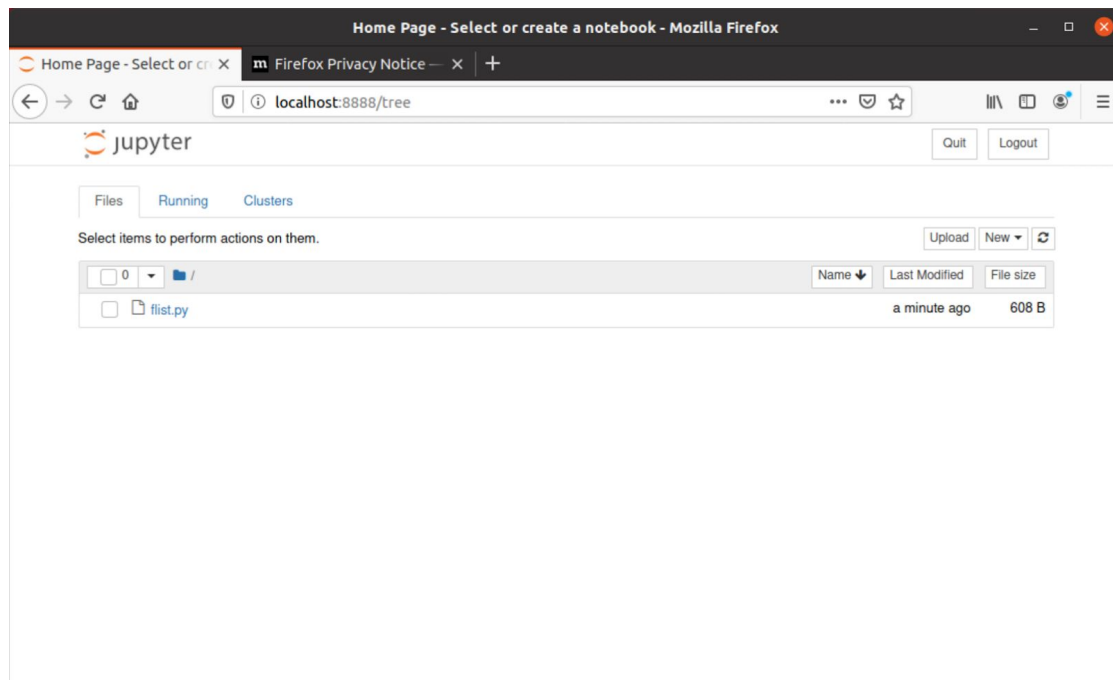 Home Page - Select or create a notebook - Mozilla Firefox
Home Page - Select or cr
m Firefox Privacy Notice —
localhost:8888/tree
jupyter
Quit Logout
Files Running Clusters
Select items to perform actions on them.
Upload New
0 / Name Last Modified File size
flist.py a minute ago 608 B